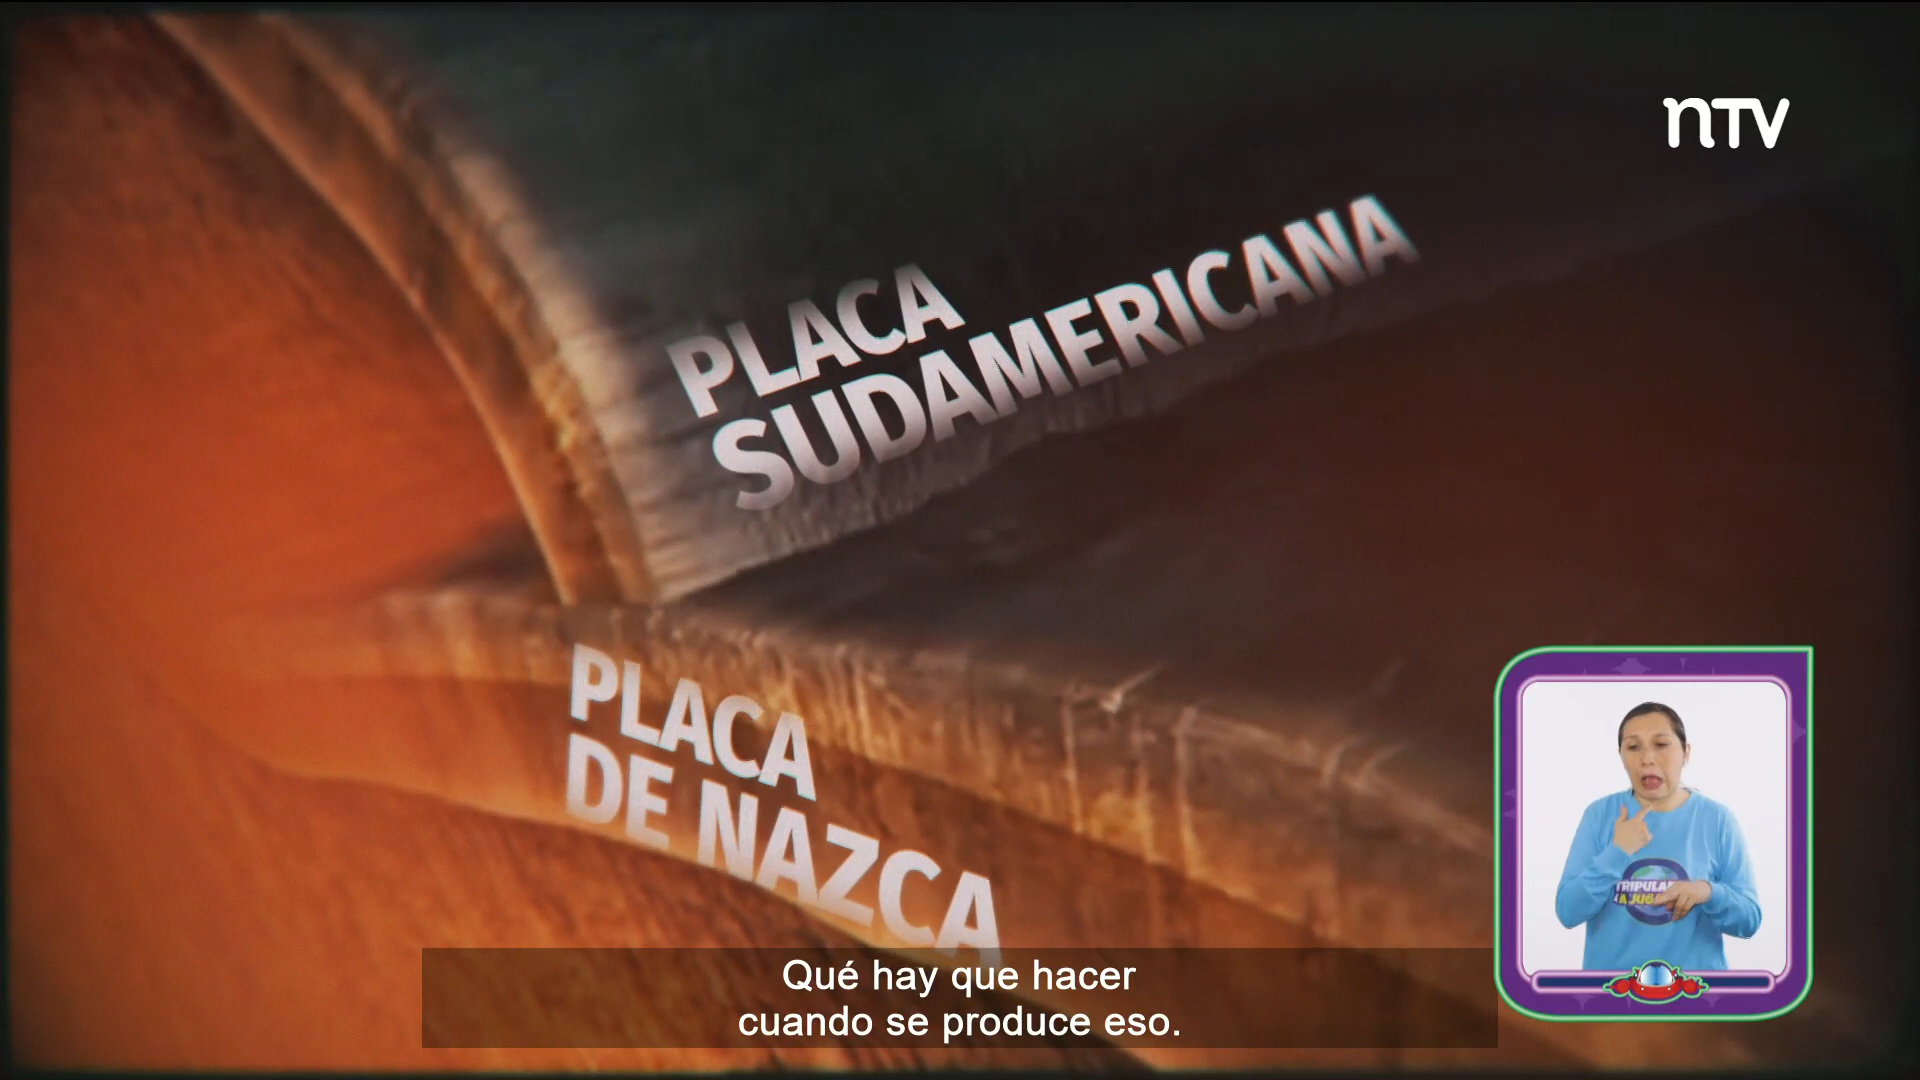 nTV
PLACA
SUDAMERICANA
PLACA
DE NAZCA
Qué hay que hacer
cuando se produce eso.